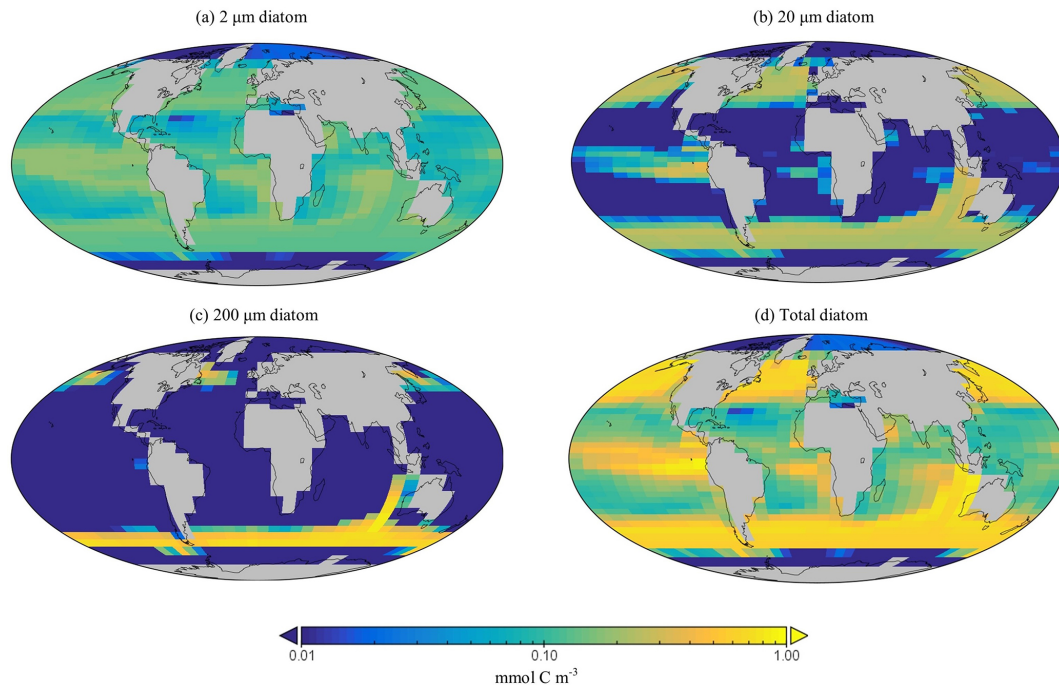 (a) 2 μm diatom
(b) 20 μm diatom
(c) 200 μm diatom
(d) Total diatom
0.01 0.10 1.00
mmol C m⁻³